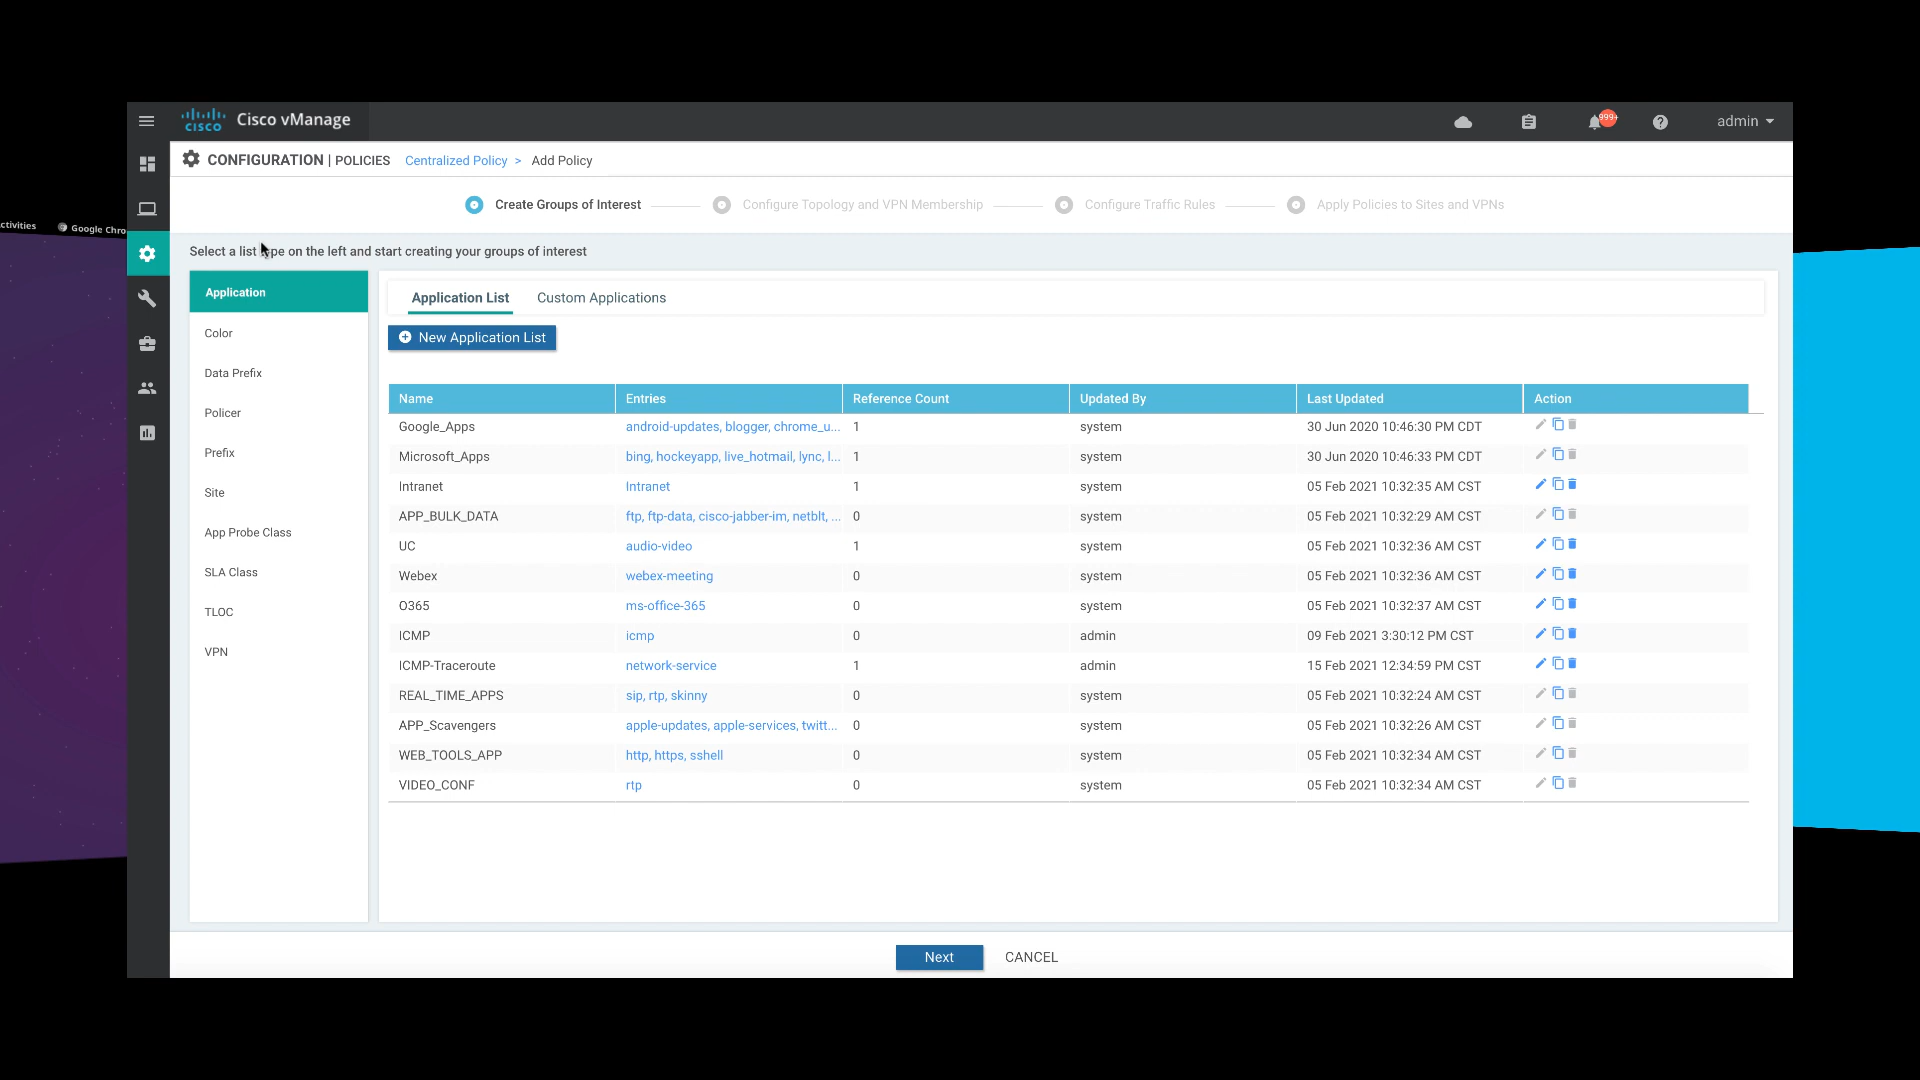 ctivities Google Chro
CISCO Cisco vManage 999+ admin
CONFIGURATION | POLICIES Centralized Policy > Add Policy
Create Groups of Interest Configure Topology and VPN Membership Configure Traffic Rules Apply Policies to Sites and VPNs
Select a list pe on the left and start creating your groups of interest
Application
Color
Data Prefix
Policer
Prefix
Site
App Probe Class
SLA Class
TLOC
VPN
Application List Custom Applications
New Application List
Name Entries Reference Count Updated By Last Updated Action
Google_Apps android-updates, blogger, chrome_u... 1 system 30 Jun 2020 10:46:30 PM CDT
Microsoft_Apps bing, hockeyapp, live_hotmail, lync, l... 1 system 30 Jun 2020 10:46:33 PM CDT
Intranet Intranet 1 system 05 Feb 2021 10:32:35 AM CST
APP_BULK_DATA ftp, ftp-data, cisco-jabber-im, netblt, ... 0 system 05 Feb 2021 10:32:29 AM CST
UC audio-video 1 system 05 Feb 2021 10:32:36 AM CST
Webex webex-meeting 0 system 05 Feb 2021 10:32:36 AM CST
O365 ms-office-365 0 system 05 Feb 2021 10:32:37 AM CST
ICMP icmp 0 admin 09 Feb 2021 3:30:12 PM CST
ICMP-Traceroute network-service 1 admin 15 Feb 2021 12:34:59 PM CST
REAL_TIME_APPS sip, rtp, skinny 0 system 05 Feb 2021 10:32:24 AM CST
APP_Scavengers apple-updates, apple-services, twitt... 0 system 05 Feb 2021 10:32:26 AM CST
WEB_TOOLS_APP http, https, sshell 0 system 05 Feb 2021 10:32:34 AM CST
VIDEO_CONF rtp 0 system 05 Feb 2021 10:32:34 AM CST
Next CANCEL